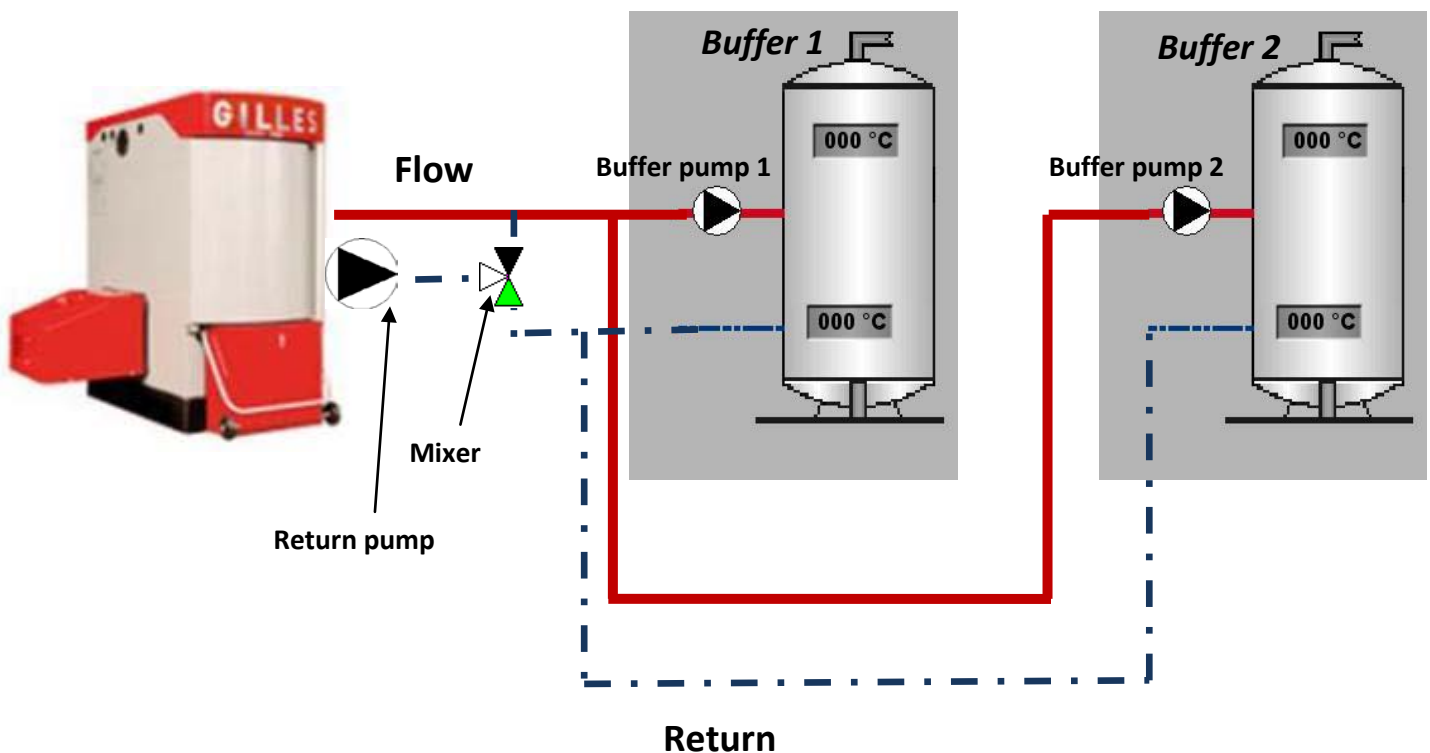 Buffer 1
Buffer 2
GILLES
000 °C
000 °C
Flow
Buffer pump 1
Buffer pump 2
000 °C
000 °C
Mixer
Return pump
Return